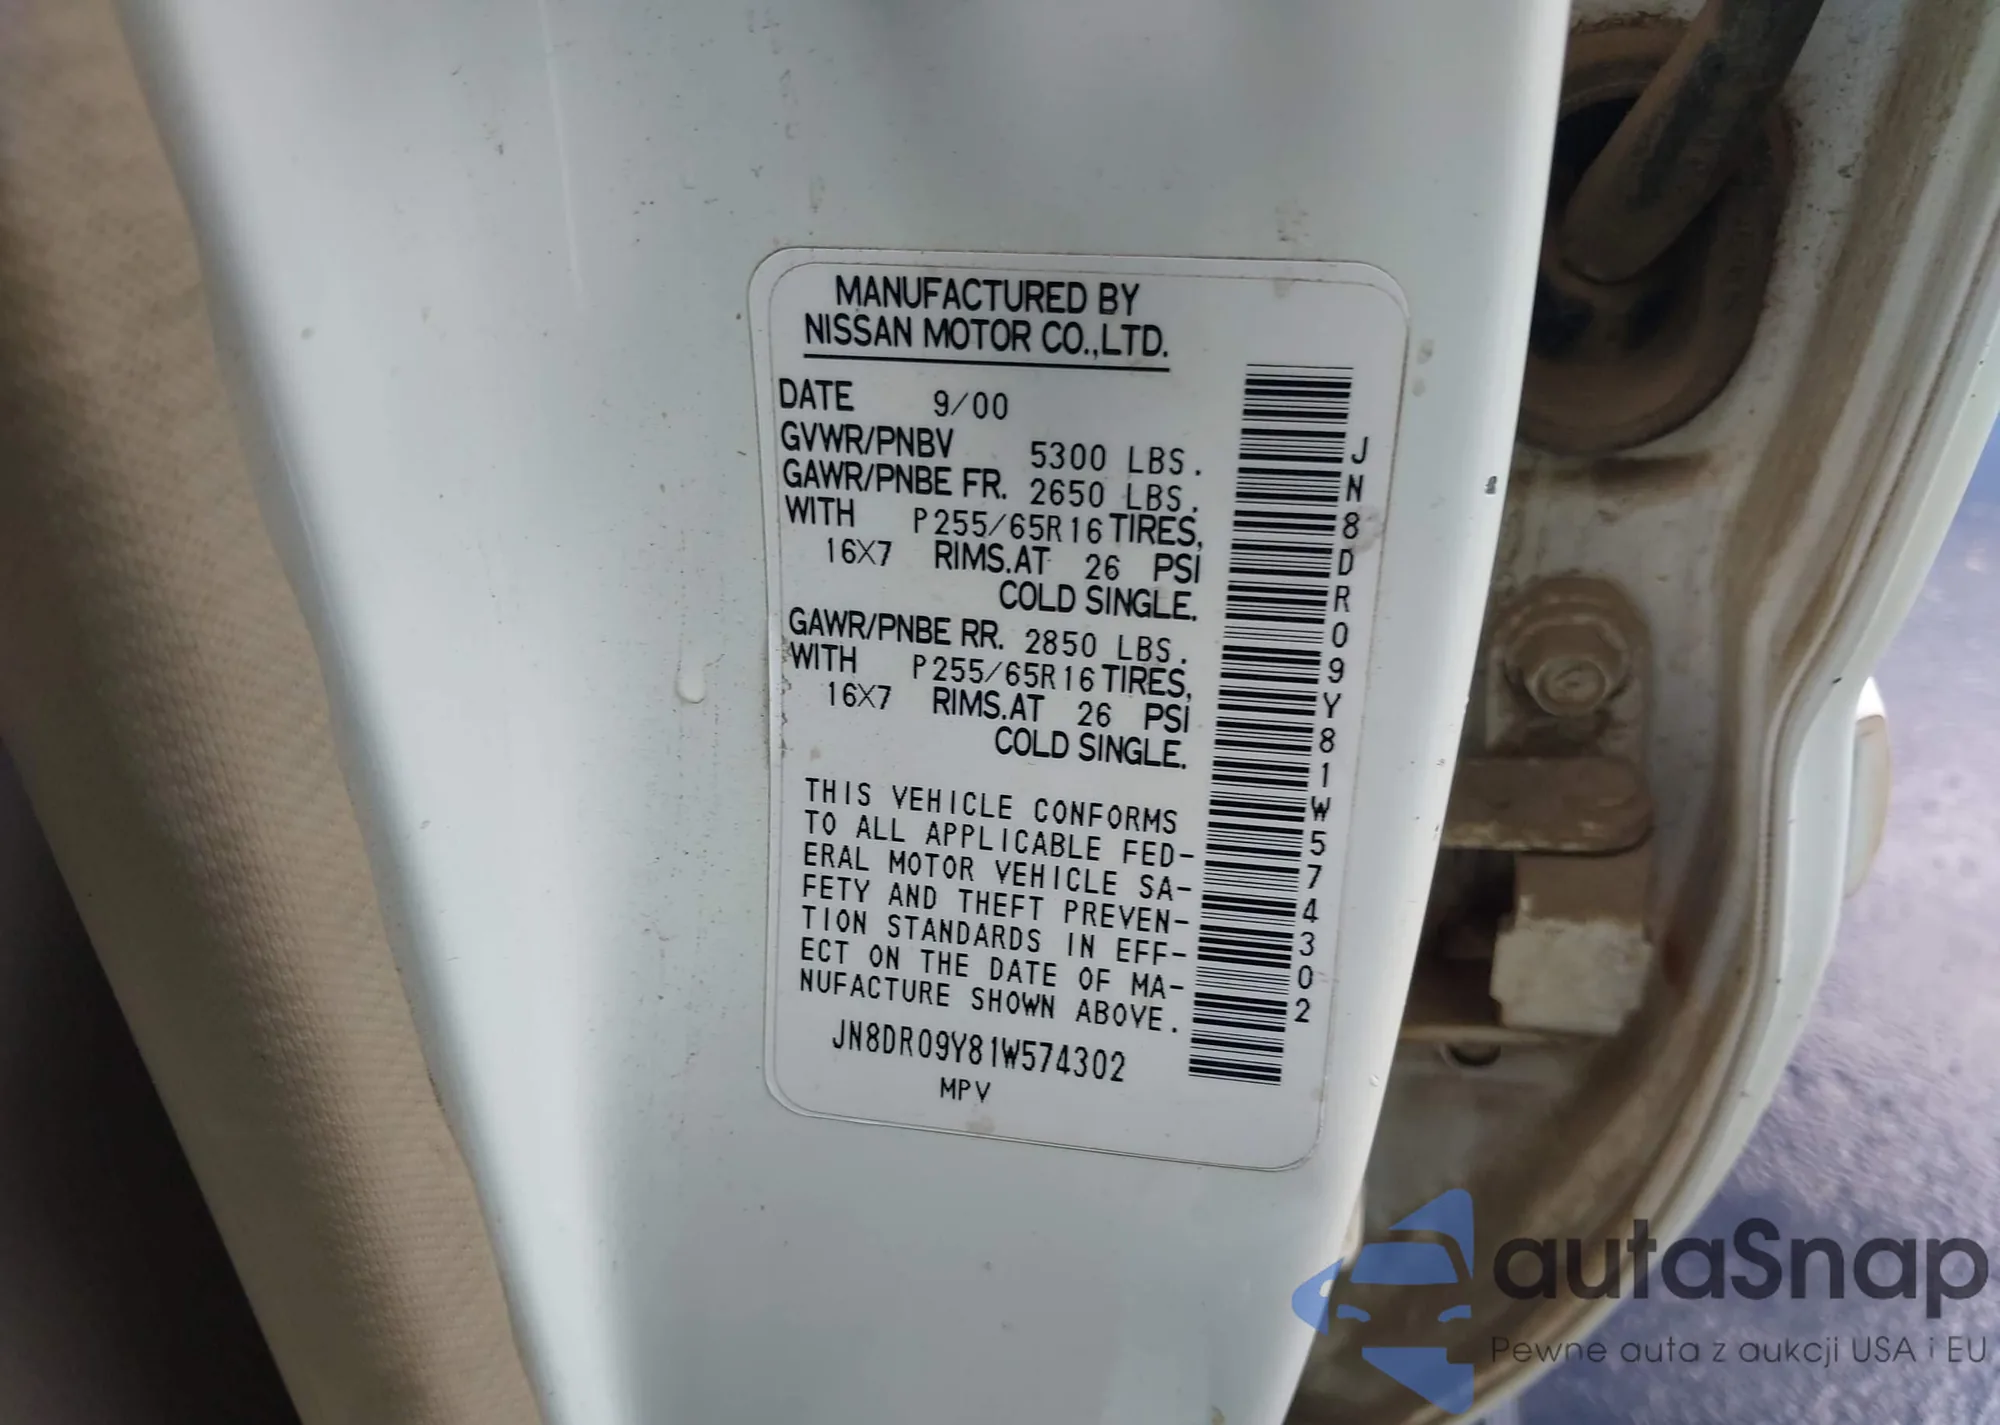 MANUFACTURED BY
NISSAN MOTOR CO.,LTD.
DATE 9/00
GVWR/PNBV 5300 LBS.
GAWR/PNBE FR. 2650 LBS.
WITH P255/65R16 TIRES,
16X7 RIMS.AT 26 PSI
COLD SINGLE.
GAWR/PNBE RR. 2850 LBS.
WITH P255/65R16 TIRES,
16X7 RIMS.AT 26 PSI
COLD SINGLE.
THIS VEHICLE CONFORMS
TO ALL APPLICABLE FED-
ERAL MOTOR VEHICLE SA-
FETY AND THEFT PREVEN-
TION STANDARDS IN EFF-
ECT ON THE DATE OF MA-
NUFACTURE SHOWN ABOVE.
JN8DR09Y81W574302
MPV
JN8DR09Y81W574302
autaSnap
Pewne auta z aukcji USA i EU